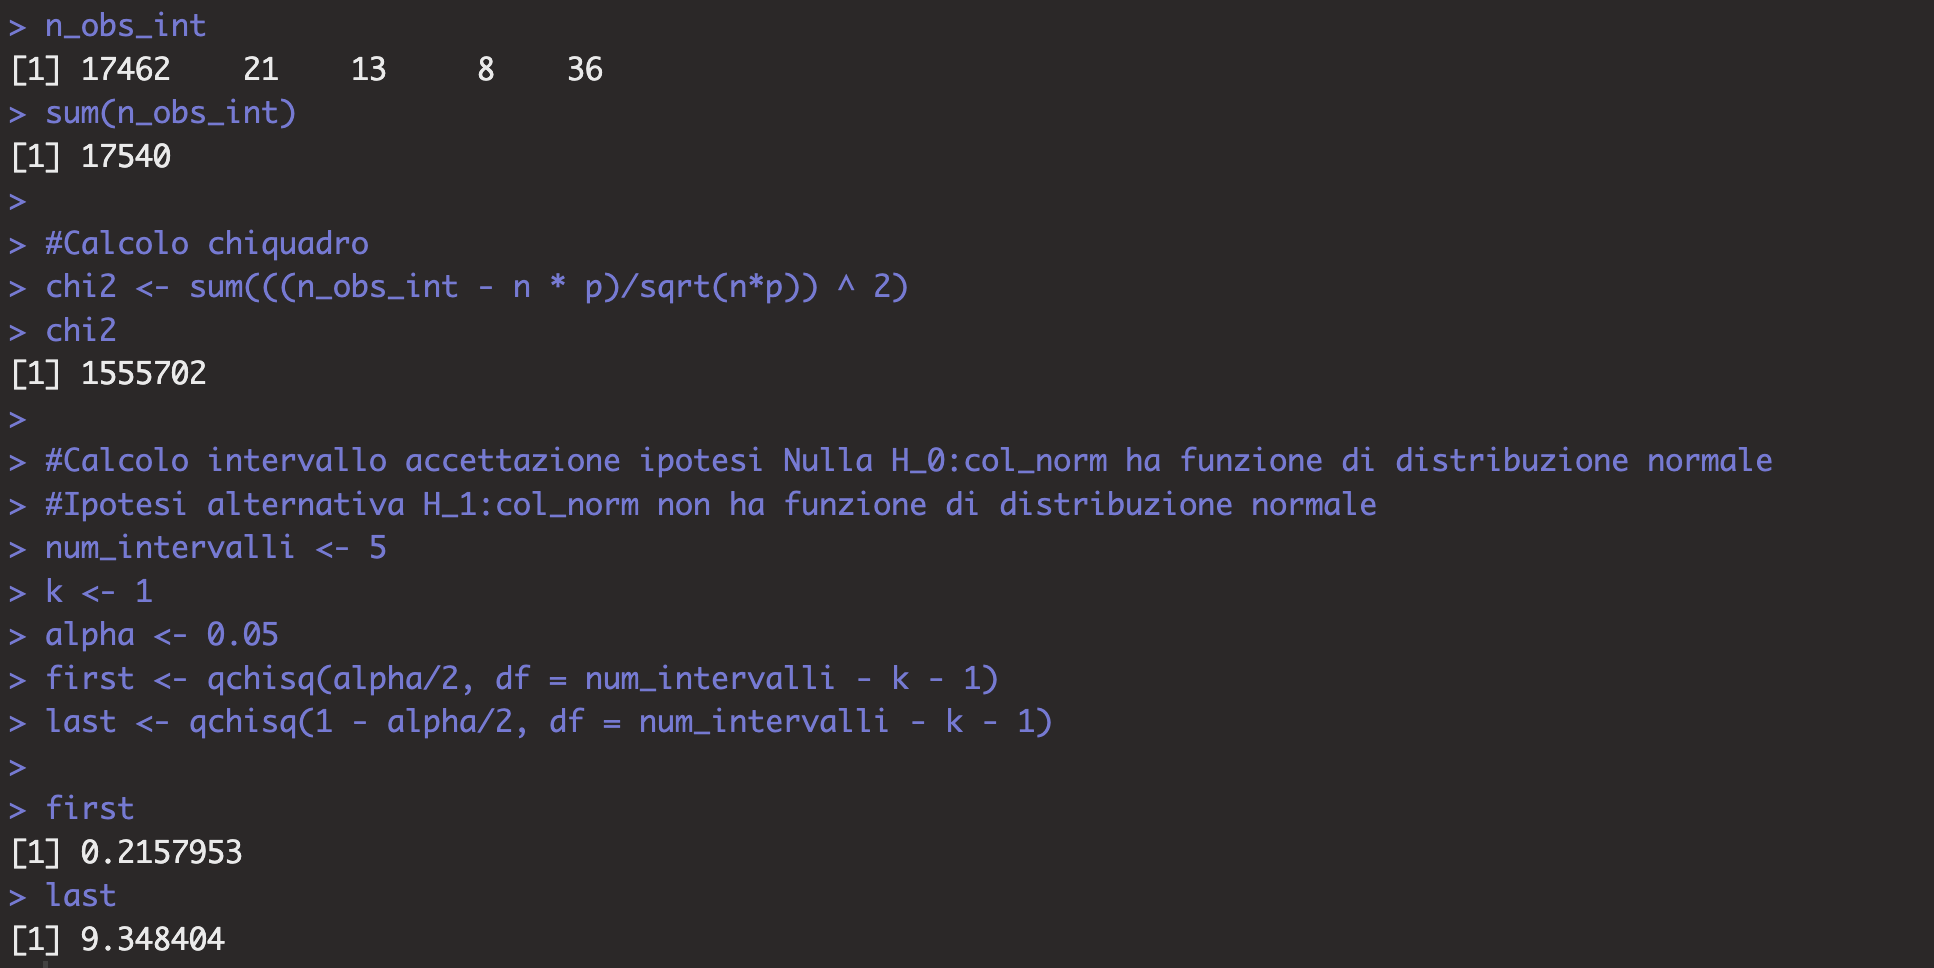 > n_obs_int
[1] 17462    21    13     8    36
> sum(n_obs_int)
[1] 17540
>
> #Calcolo chiquadro
> chi2 <- sum(((n_obs_int - n * p)/sqrt(n*p)) ^ 2)
> chi2
[1] 1555702
>
> #Calcolo intervallo accettazione ipotesi Nulla H_0:col_norm ha funzione di distribuzione normale
> #Ipotesi alternativa H_1:col_norm non ha funzione di distribuzione normale
> num_intervalli <- 5
> k <- 1
> alpha <- 0.05
> first <- qchisq(alpha/2, df = num_intervalli - k - 1)
> last <- qchisq(1 - alpha/2, df = num_intervalli - k - 1)
>
> first
[1] 0.2157953
> last
[1] 9.348404